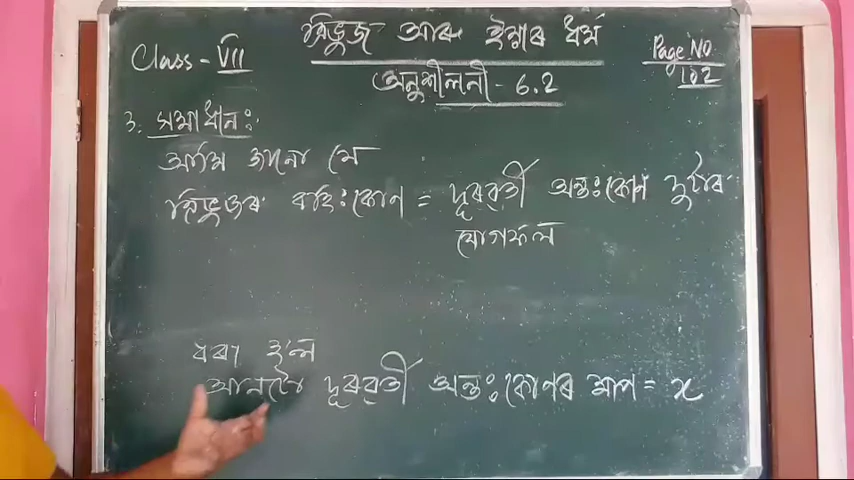 ত্ৰিভুজ আৰু ইয়াৰ ধৰ্ম
Class - VII
Page No 102
অনুশীলনী - 6.2
3. সমাধান:
আমি জানো যে
ত্ৰিভুজৰ বহিঃকোণ = দূৰৱৰ্তী অন্তঃকোণ দুটাৰ
যোগফল
ধৰা হ'ল
আনটো দূৰৱৰ্তী অন্তঃকোণৰ মাপ = x